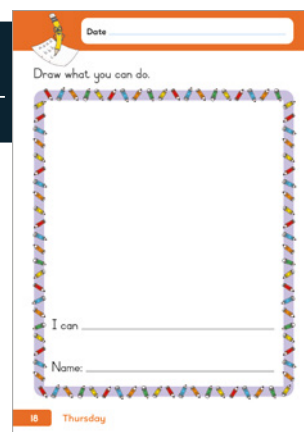 Date
Draw what you can do.
I can
Name:
18 Thursday